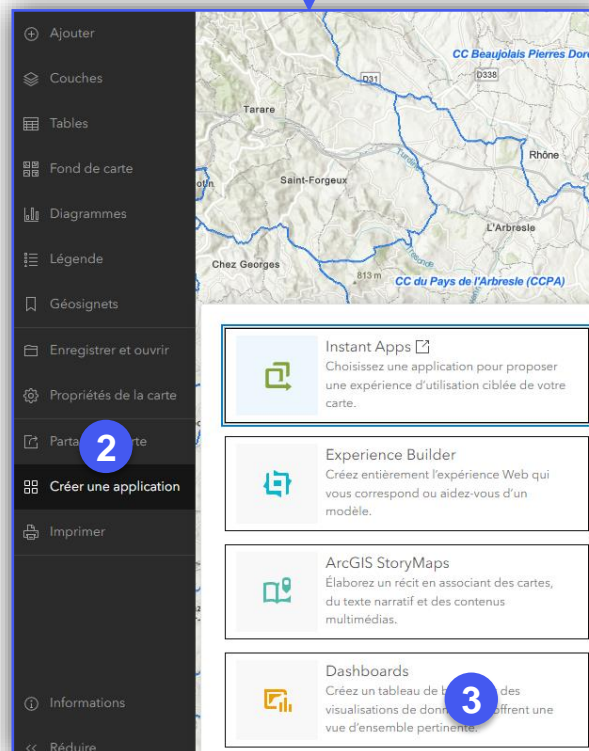 Ajouter
Couches
Tables
Fond de carte
Diagrammes
Légende
Géosignets
Enregistrer et ouvrir
Propriétés de la carte
2
Créer une application
Imprimer
Informations
Réduire
CC Beaujolais Pierres Dor
D31
D338
Tarare
Turdine
Rhône
Saint-Forgeux
L'Arbresle
Chez Georges
813 m
CC du Pays de l'Arbresle (CCPA)
Instant Apps
Choisissez une application pour proposer
une expérience d'utilisation ciblée de votre
carte.
Experience Builder
Créez entièrement l'expérience Web qui
vous correspond ou aidez-vous d'un
modèle.
ArcGIS StoryMaps
Élaborez un récit en associant des cartes,
du texte narratif et des contenus
multimédias.
Dashboards
Créez un tableau de des
visualisations de offrent une
vue d'ensemble pertinente.
3